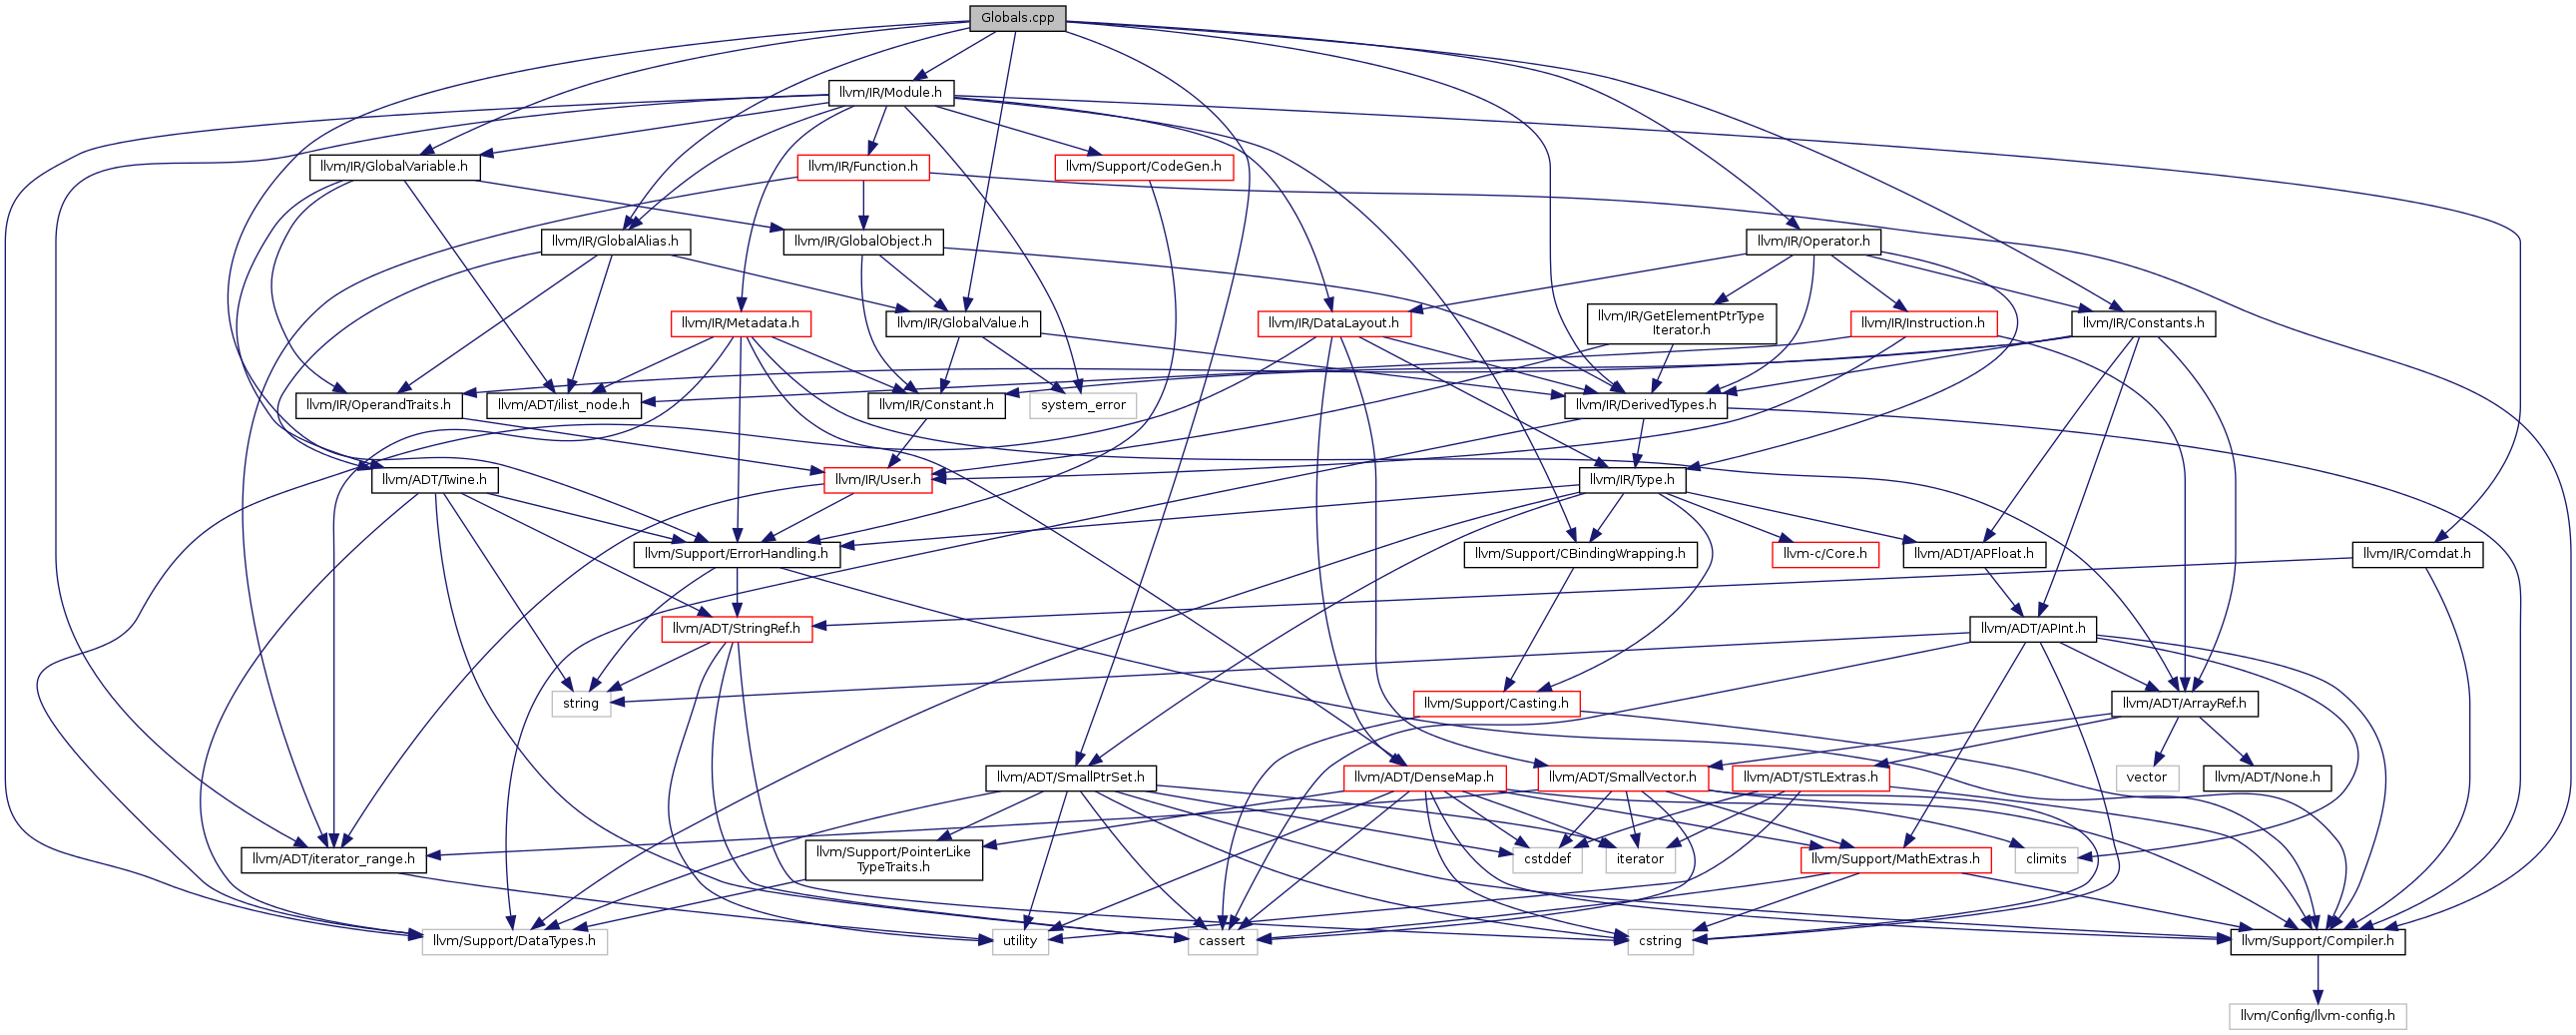 Globals.cpp
llvm/IR/Module.h
llvm/IR/GlobalVariable.h
llvm/IR/Function.h
llvm/Support/CodeGen.h
llvm/IR/GlobalAlias.h
llvm/IR/GlobalObject.h
llvm/IR/Operator.h
llvm/IR/Metadata.h
llvm/IR/GlobalValue.h
llvm/IR/DataLayout.h
llvm/IR/GetElementPtrType
Iterator.h
llvm/IR/Instruction.h
llvm/IR/Constants.h
llvm/IR/OperandTraits.h
llvm/ADT/ilist_node.h
llvm/IR/Constant.h
system_error
llvm/IR/DerivedTypes.h
llvm/ADT/Twine.h
llvm/IR/User.h
llvm/IR/Type.h
llvm/Support/ErrorHandling.h
llvm/Support/CBindingWrapping.h
llvm-c/Core.h
llvm/ADT/APFloat.h
llvm/IR/Comdat.h
llvm/ADT/StringRef.h
llvm/ADT/APInt.h
string
llvm/Support/Casting.h
llvm/ADT/ArrayRef.h
llvm/ADT/SmallPtrSet.h
llvm/ADT/DenseMap.h
llvm/ADT/SmallVector.h
llvm/ADT/STLExtras.h
vector
llvm/ADT/None.h
llvm/ADT/iterator_range.h
llvm/Support/PointerLike
TypeTraits.h
cstddef
iterator
llvm/Support/MathExtras.h
climits
llvm/Support/DataTypes.h
utility
cassert
cstring
llvm/Support/Compiler.h
llvm/Config/llvm-config.h